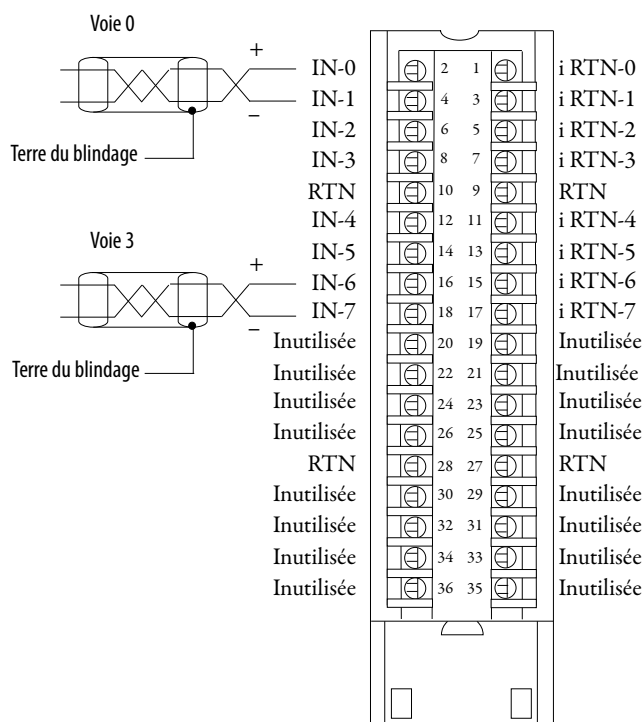 Voie 0
+
IN-0 2 1 i RTN-0
IN-1 4 3 i RTN-1
–
IN-2 6 5 i RTN-2
Terre du blindage
IN-3 8 7 i RTN-3
RTN 10 9 RTN
IN-4 12 11 i RTN-4
Voie 3
IN-5 14 13 i RTN-5
+
IN-6 16 15 i RTN-6
IN-7 18 17 i RTN-7
–
Inutilisée 20 19 Inutilisée
Terre du blindage
Inutilisée 22 21 Inutilisée
Inutilisée 24 23 Inutilisée
Inutilisée 26 25 Inutilisée
RTN 28 27 RTN
Inutilisée 30 29 Inutilisée
Inutilisée 32 31 Inutilisée
Inutilisée 34 33 Inutilisée
Inutilisée 36 35 Inutilisée